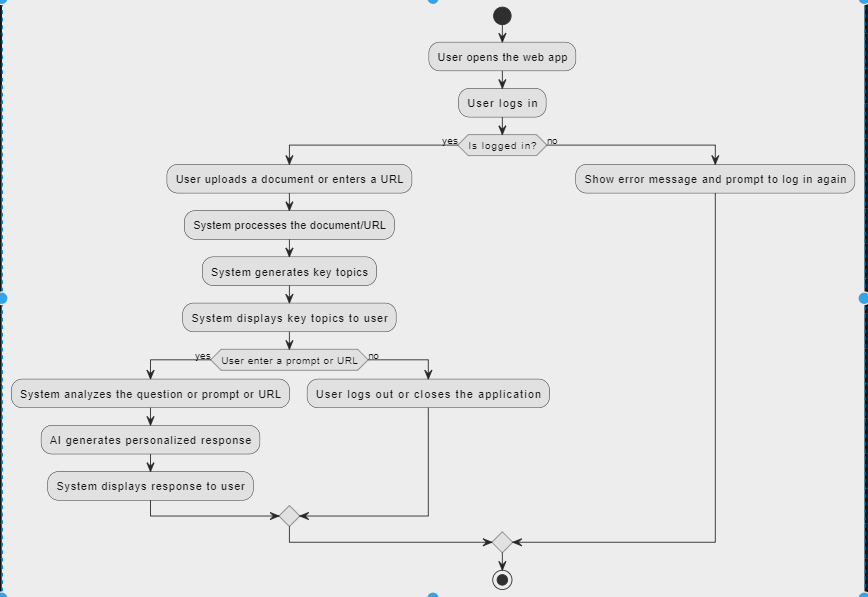 User opens the web app
User logs in
yes
Is logged in?
no
User uploads a document or enters a URL
Show error message and prompt to log in again
System processes the document/URL
System generates key topics
System displays key topics to user
yes
User enter a prompt or URL
no
System analyzes the question or prompt or URL
User logs out or closes the application
AI generates personalized response
System displays response to user